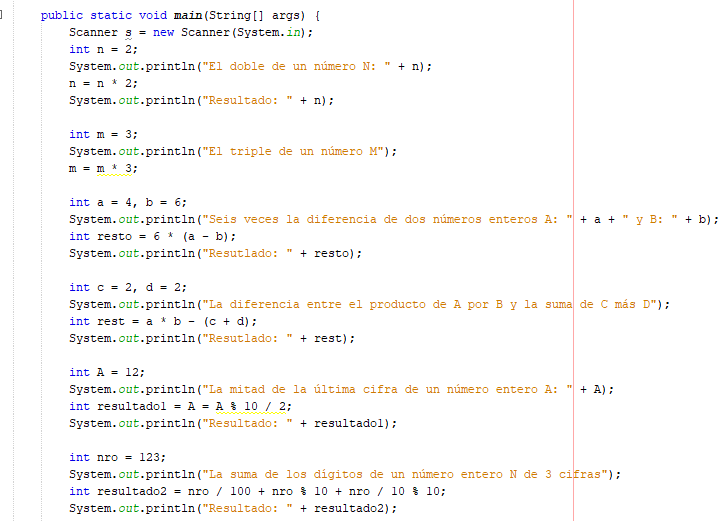 public static void main(String[] args) {
Scanner s = new Scanner(System.in);
int n = 2;
System.out.println("El doble de un número N: " + n);
n = n * 2;
System.out.println("Resultado: " + n);
int m = 3;
System.out.println("El triple de un número M");
m = m * 3;
int a = 4, b = 6;
System.out.println("Seis veces la diferencia de dos números enteros A: " + a + " y B: " + b);
int resto = 6 * (a - b);
System.out.println("Resutlado: " + resto);
int c = 2, d = 2;
System.out.println("La diferencia entre el producto de A por B y la suma de C más D");
int rest = a * b - (c + d);
System.out.println("Resutlado: " + rest);
int A = 12;
System.out.println("La mitad de la última cifra de un número entero A: " + A);
int resultado1 = A = A % 10 / 2;
System.out.println("Resultado: " + resultado1);
int nro = 123;
System.out.println("La suma de los dígitos de un número entero N de 3 cifras");
int resultado2 = nro / 100 + nro % 10 + nro / 10 % 10;
System.out.println("Resultado: " + resultado2);